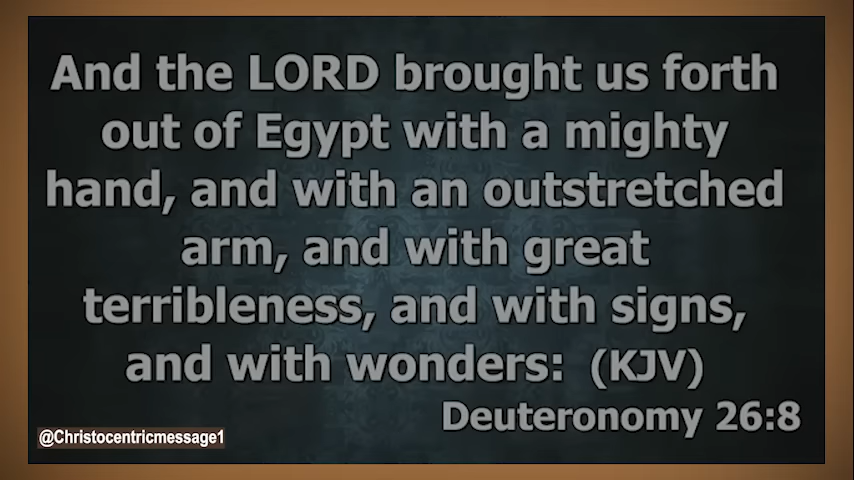 And the LORD brought us forth
out of Egypt with a mighty
hand, and with an outstretched
arm, and with great
terribleness, and with signs,
and with wonders: (KJV)
Deuteronomy 26:8
@Christocentricmessage1